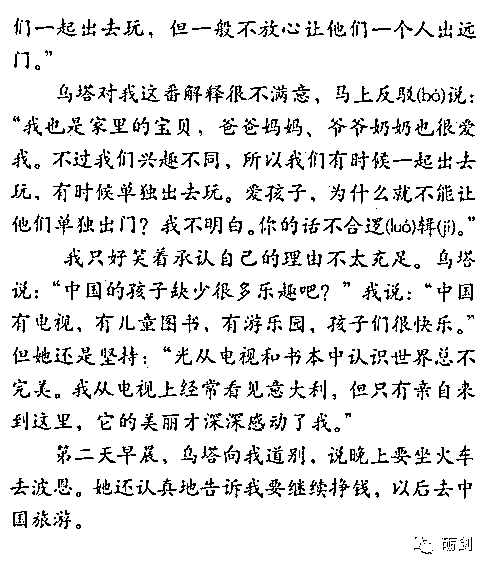 们一起出去玩，但一般不放心让他们一个人出远
门。”
乌塔对我这番解释很不满意，马上反驳(bó)说：
“我也是家里的宝贝，爸爸妈妈、爷爷奶奶也很爱
我。不过我们兴趣不同，所以我们有时候一起出去
玩，有时候单独出去玩。爱孩子，为什么就不能让
他们单独出门？我不明白。你的话不合逻(luó)辑(jí)。”
我只好笑着承认自己的理由不太充足。乌塔
说：“中国的孩子缺少很多乐趣吧？”我说：“中国
有电视，有儿童图书，有游乐园，孩子们很快乐。”
但她还是坚持：“光从电视和书本中认识世界总不
完美。我从电视上经常看见意大利，但只有亲自来
到这里，它的美丽才深深感动了我。”
第二天早晨，乌塔向我道别，说晚上要坐火车
去波恩。她还认真地告诉我要继续挣钱，以后去中
国旅游。
砺剑